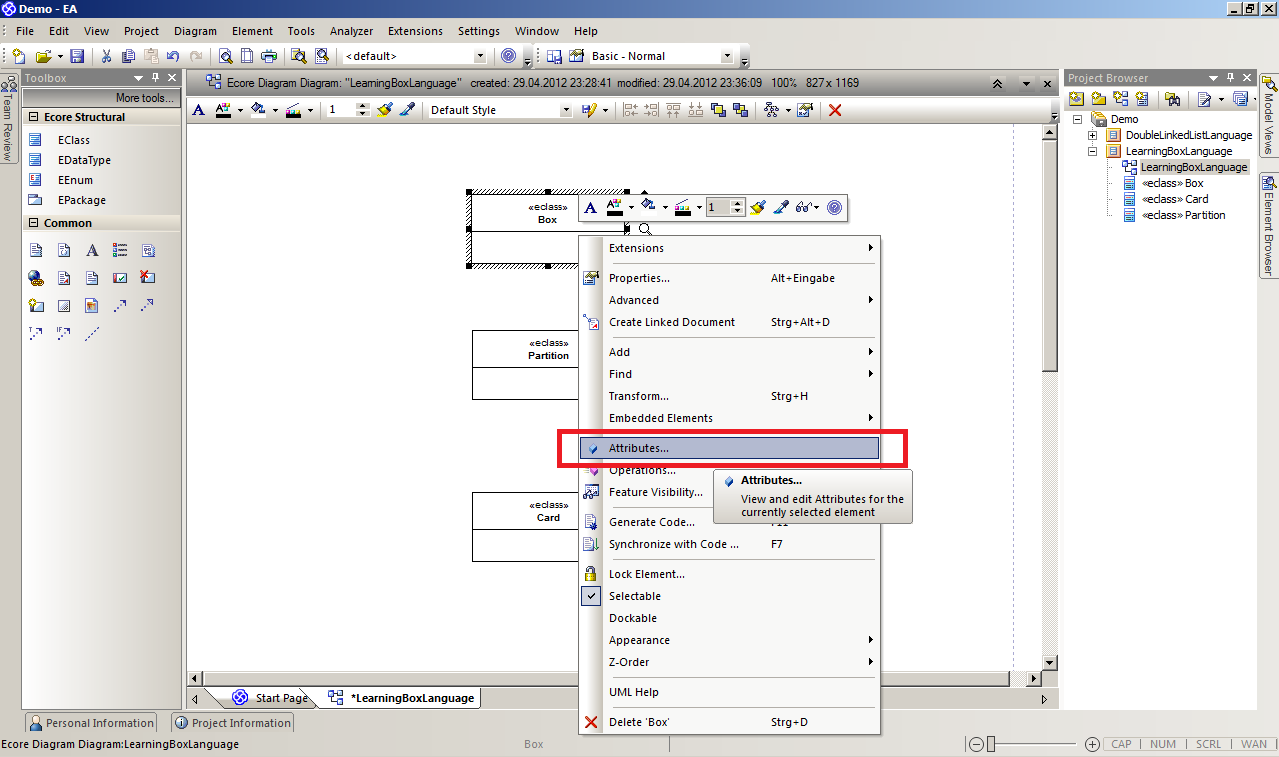 Demo - EA
File Edit View Project Diagram Element Tools Analyzer Extensions Settings Window Help
<default>
Basic - Normal
Toolbox
Ecore Diagram Diagram: "LearningBoxLanguage" created: 29.04.2012 23:28:41 modified: 29.04.2012 23:36:09 100% 827 x 1169
Project Browser
Team Review
More tools...
1
Default Style
Ecore Structural
EClass
EDataType
EEnum
EPackage
Common
«eclass»
Box
1
«eclass»
Partition
«eclass»
Card
Extensions
Properties... Alt+Eingabe
Advanced
Create Linked Document Strg+Alt+D
Add
Find
Transform... Strg+H
Embedded Elements
Attributes...
Operations...
Feature Visibility...
Generate Code...
Synchronize with Code ... F7
Lock Element...
Selectable
Dockable
Appearance
Z-Order
UML Help
Delete 'Box' Strg+D
Attributes...
View and edit Attributes for the
currently selected element
Demo
DoubleLinkedListLanguage
LearningBoxLanguage
LearningBoxLanguage
«eclass» Box
«eclass» Card
«eclass» Partition
Model Views
Element Browser
Start Page *LearningBoxLanguage
Personal Information Project Information
Ecore Diagram Diagram:LearningBoxLanguage Box CAP NUM SCRL WAN